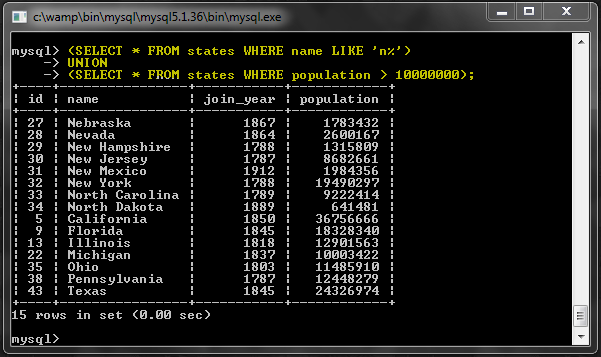 c:\wamp\bin\mysql\mysql5.1.36\bin\mysql.exe
mysql> (SELECT * FROM states WHERE name LIKE 'n%')
    -> UNION
    -> (SELECT * FROM states WHERE population > 10000000);
+----+----------------+-----------+------------+
| id | name           | join_year | population |
+----+----------------+-----------+------------+
| 27 | Nebraska       |      1867 |    1783432 |
| 28 | Nevada         |      1864 |    2600167 |
| 29 | New Hampshire  |      1788 |    1315809 |
| 30 | New Jersey     |      1787 |    8682661 |
| 31 | New Mexico     |      1912 |    1984356 |
| 32 | New York       |      1788 |   19490297 |
| 33 | North Carolina |      1789 |    9222414 |
| 34 | North Dakota   |      1889 |     641481 |
|  5 | California     |      1850 |   36756666 |
|  9 | Florida        |      1845 |   18328340 |
| 13 | Illinois       |      1818 |   12901563 |
| 22 | Michigan       |      1837 |   10003422 |
| 35 | Ohio           |      1803 |   11485910 |
| 38 | Pennsylvania   |      1787 |   12448279 |
| 43 | Texas          |      1845 |   24326974 |
+----+----------------+-----------+------------+
15 rows in set (0.00 sec)
mysql>